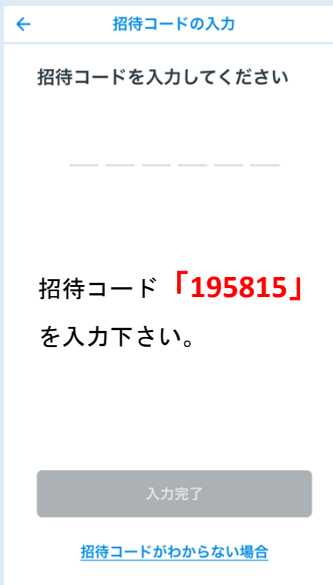 招待コードの入力
招待コードを入力してください
招待コード「195815」
を入力下さい。
入力完了
招待コードがわからない場合